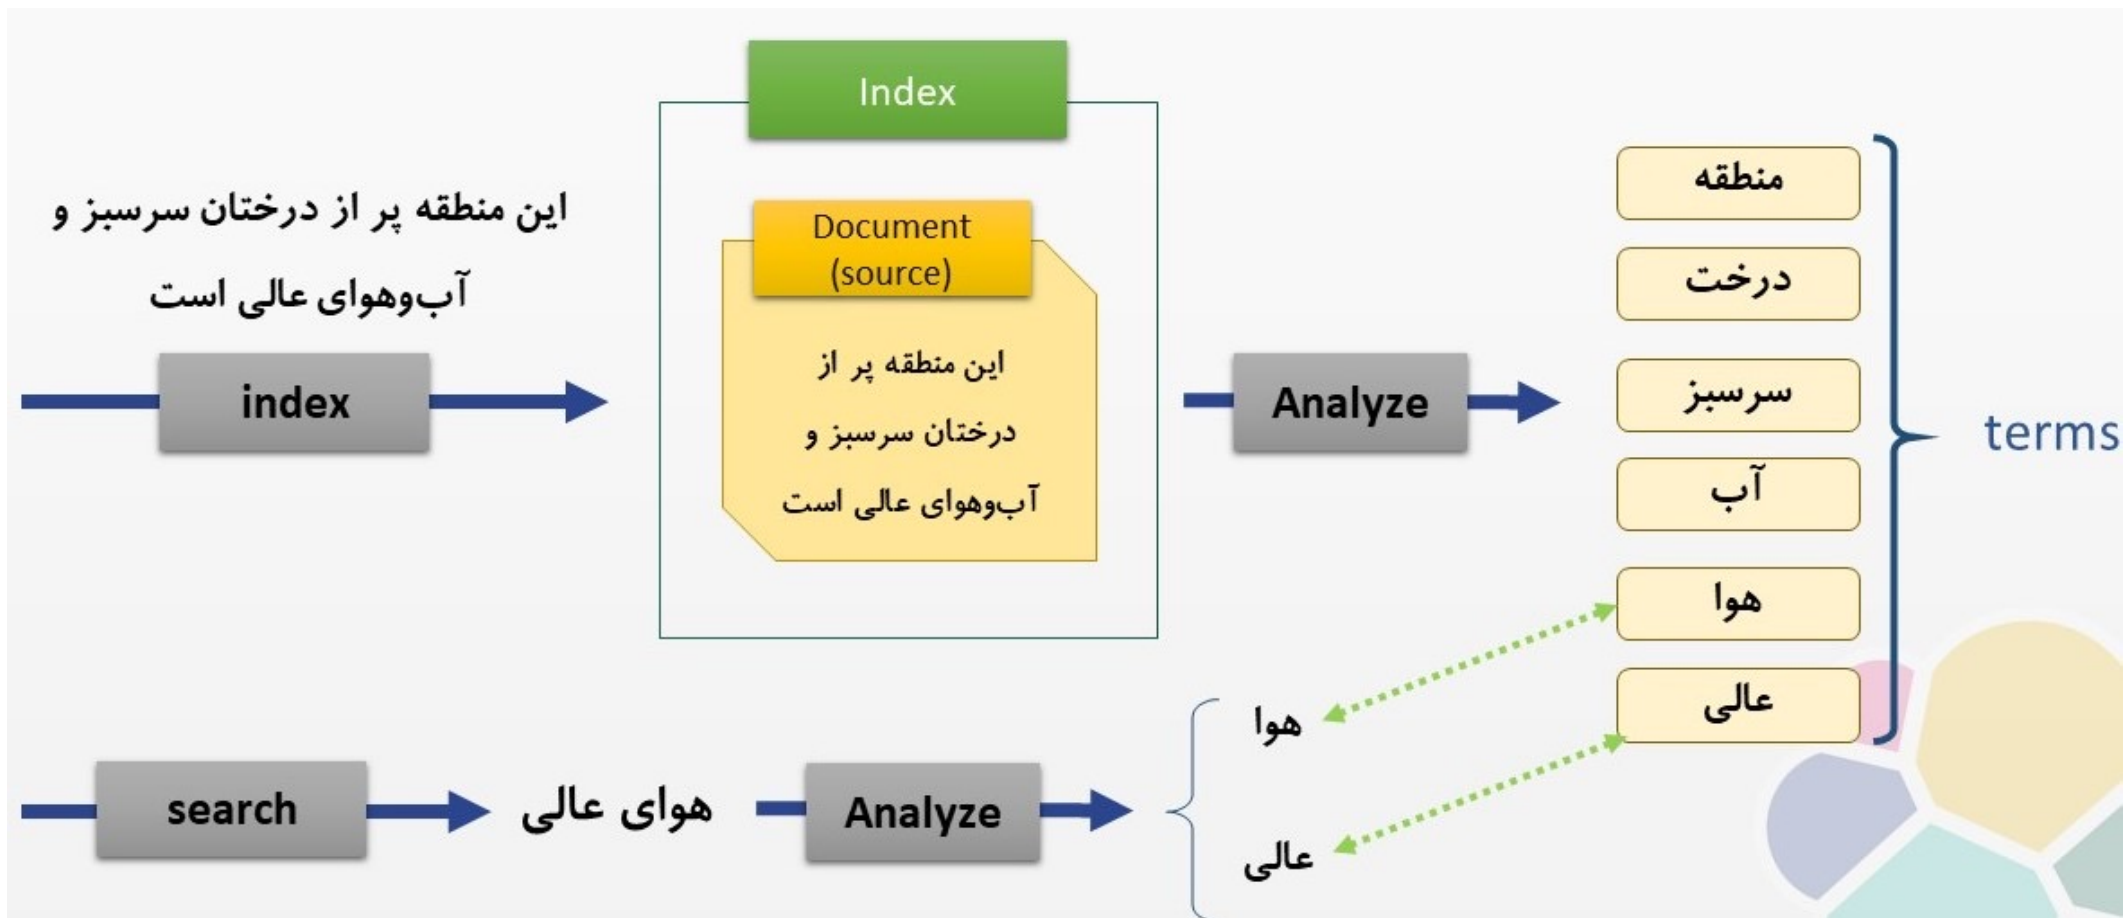 این منطقه پر از درختان سرسبز و
آب‌وهوای عالی است
index
Index
Document
(source)
این منطقه پر از
درختان سرسبز و
آب‌وهوای عالی است
Analyze
منطقه
درخت
سرسبز
آب
هوا
عالی
terms
search
هوای عالی
Analyze
هوا
عالی